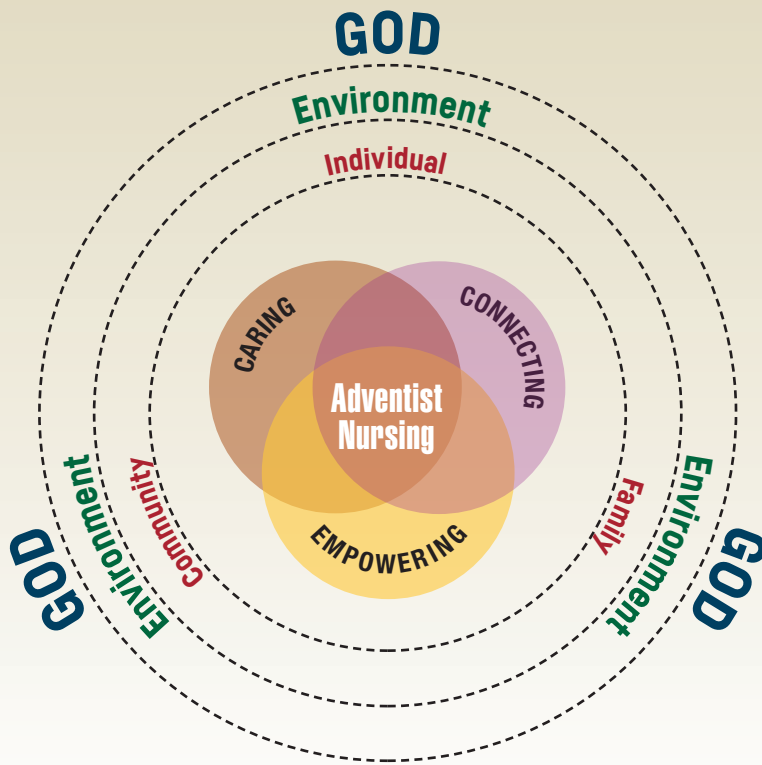 GOD
Environment
Individual
CARING
CONNECTING
Adventist
Nursing
EMPOWERING
Community
Environment
GOD
Family
Environment
GOD